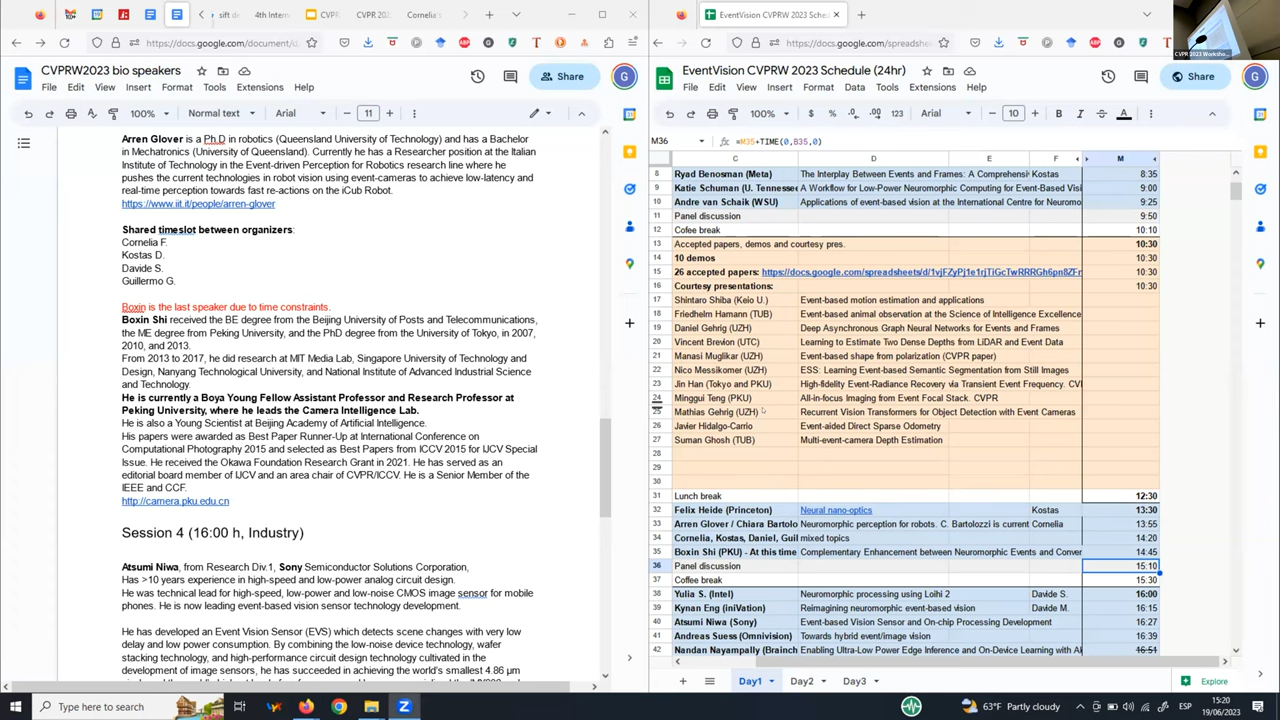 sift de
4th Intern
CVPR
CVPR 202
Cornelia's
https://docs.google.com/document/d
CVPRW2023 bio speakers
File Edit View Insert Format Tools Extensions Help
Share
G
100% Normal text Arial 11
Arren Glover is a Ph.D in robotics (Queensland University of Technology) and has a Bachelor
in Mechatronics (University of Queensland). Currently he has a Researcher position at the Italian
Institute of Technology in the Event-driven Perception for Robotics research line where he
pushes the current technologies in robot vision using event-cameras to achieve low-latency and
real-time perception towards fast re-actions on the iCub Robot.
https://www.iit.it/people/arren-glover
Shared timeslot between organizers:
Cornelia F.
Kostas D.
Davide S.
Guillermo G.
Boxin is the last speaker due to time constraints.
Boxin Shi received the BE degree from the Beijing University of Posts and Telecommunications,
the ME degree from Peking University, and the PhD degree from the University of Tokyo, in 2007,
2010, and 2013.
From 2013 to 2017, he did research at MIT Media Lab, Singapore University of Technology and
Design, Nanyang Technological University, and National Institute of Advanced Industrial Science
and Technology.
He is currently a Boya Young Fellow Assistant Professor and Research Professor at
Peking University, where he leads the Camera Intelligence Lab.
He is also a Young Scientist at Beijing Academy of Artificial Intelligence.
His papers were awarded as Best Paper Runner-Up at International Conference on
Computational Photography 2015 and selected as Best Papers from ICCV 2015 for IJCV Special
Issue. He received the Okawa Foundation Research Grant in 2021. He has served as an
editorial board member of IJCV and an area chair of CVPR/ICCV. He is a Senior Member of the
IEEE and CCF.
http://camera.pku.edu.cn
Session 4 (16:00 h, Industry)
Atsumi Niwa, from Research Div.1, Sony Semiconductor Solutions Corporation,
Has >10 years experience in high-speed and low-power analog circuit design.
He was technical lead for high-speed, low-power and low-noise CMOS image sensor for mobile
phones. He is now leading event-based vision sensor technology development.
He has developed an Event Vision Sensor (EVS) which detects scene changes with very low
delay and low power consumption. By combining the low-noise device technology, wafer
stacking technology, and high-performance circuit design technology cultivated in the
development of image sensors, he has succeeded in achieving the world's smallest 4.86 µm
EventVision CVPRW 2023 Sched
https://docs.google.com/spreadshe
CVPR 2023 Worksho...
EventVision CVPRW 2023 Schedule (24hr)
File Edit View Insert Format Data Tools Extensions Help
Share
G
100% $ % .0 .00 123 Arial 10 B I A
M36 fx =M35+TIME(0,B35,0)
C D E F M
8 Ryad Benosman (Meta) The Interplay Between Events and Frames: A Comprehensi Kostas 8:35
9 Katie Schuman (U. Tennessee A Workflow for Low-Power Neuromorphic Computing for Event-Based Visi 9:00
10 Andre van Schaik (WSU) Applications of event-based vision at the International Centre for Neuromo 9:25
11 Panel discussion 9:50
12 Cofee break 10:10
13 Accepted papers, demos and courtesy pres. 10:30
14 10 demos 10:30
15 26 accepted papers: https://docs.google.com/spreadsheets/d/1vjFZyPj1e1rjTiGcTwRRRGh6pn8ZFr 10:30
16 Courtesy presentations: 10:30
17 Shintaro Shiba (Keio U.) Event-based motion estimation and applications
18 Friedhelm Hamann (TUB) Event-based animal observation at the Science of Intelligence Excellence
19 Daniel Gehrig (UZH) Deep Asynchronous Graph Neural Networks for Events and Frames
20 Vincent Brevion (UTC) Learning to Estimate Two Dense Depths from LiDAR and Event Data
21 Manasi Muglikar (UZH) Event-based shape from polarization (CVPR paper)
22 Nico Messikomer (UZH) ESS: Learning Event-based Semantic Segmentation from Still Images
23 Jin Han (Tokyo and PKU) High-fidelity Event-Radiance Recovery via Transient Event Frequency. CV
24 Minggui Teng (PKU) All-in-focus Imaging from Event Focal Stack. CVPR
25 Mathias Gehrig (UZH) Recurrent Vision Transformers for Object Detection with Event Cameras
26 Javier Hidalgo-Carrio Event-aided Direct Sparse Odometry
27 Suman Ghosh (TUB) Multi-event-camera Depth Estimation
28
29
30
31 Lunch break 12:30
32 Felix Heide (Princeton) Neural nano-optics Kostas 13:30
33 Arren Glover / Chiara Bartolo Neuromorphic perception for robots. C. Bartolozzi is current Cornelia 13:55
34 Cornelia, Kostas, Daniel, Guil mixed topics 14:20
35 Boxin Shi (PKU) - At this time Complementary Enhancement between Neuromorphic Events and Conver 14:45
36 Panel discussion 15:10
37 Coffee break 15:30
38 Yulia S. (Intel) Neuromorphic processing using Loihi 2 Davide S. 16:00
39 Kynan Eng (iniVation) Reimagining neuromorphic event-based vision Davide M. 16:15
40 Atsumi Niwa (Sony) Event-based Vision Sensor and On-chip Processing Development 16:27
41 Andreas Suess (Omnivision) Towards hybrid event/image vision 16:39
42 Nandan Nayampally (Brainch Enabling Ultra-Low Power Edge Inference and On-Device Learning with Ak 16:51
Day1 Day2 Day3 Explore
Type here to search
63°F Partly cloudy
ESP
15:20
19/06/2023